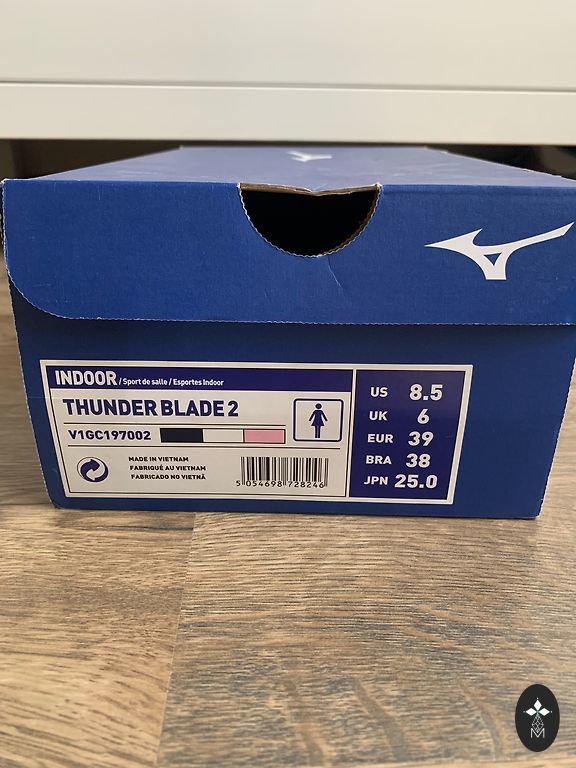 INDOOR / Sport de salle / Esportes Indoor
THUNDER BLADE 2
V1GC197002
MADE IN VIETNAM
FABRIQUÉ AU VIETNAM
FABRICADO NO VIETNÃ
5 054698 728246
US 8.5
UK 6
EUR 39
BRA 38
JPN 25.0
M